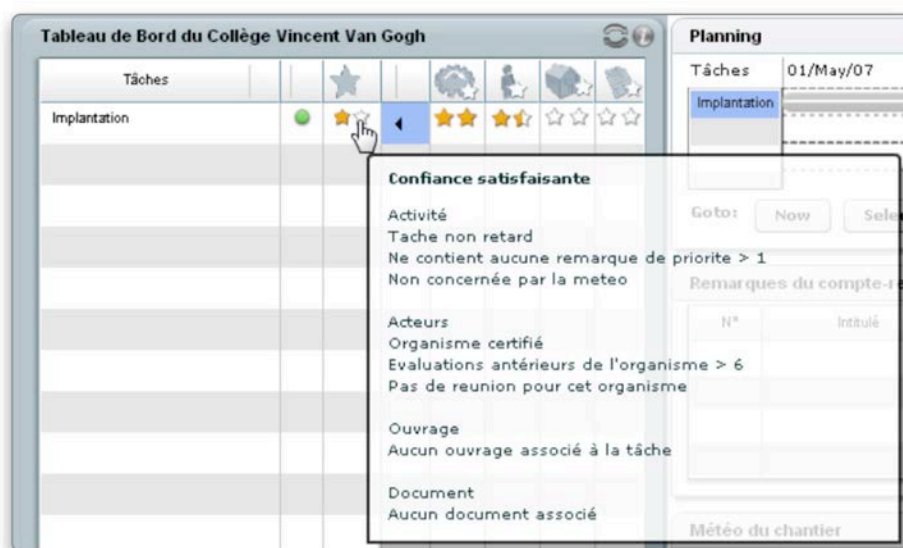 Tableau de Bord du Collège Vincent Van Gogh
Tâches
Implantation
Confiance satisfaisante
Activité
Tache non retard
Ne contient aucune remarque de priorite > 1
Non concernée par la meteo
Acteurs
Organisme certifié
Evaluations antérieurs de l'organisme > 6
Pas de reunion pour cet organisme
Ouvrage
Aucun ouvrage associé à la tâche
Document
Aucun document associé
Planning
Tâches 01/May/07
Implantation
Goto: Now Sele
Remarques du compte-re
N° Intitulé
Météo du chantier